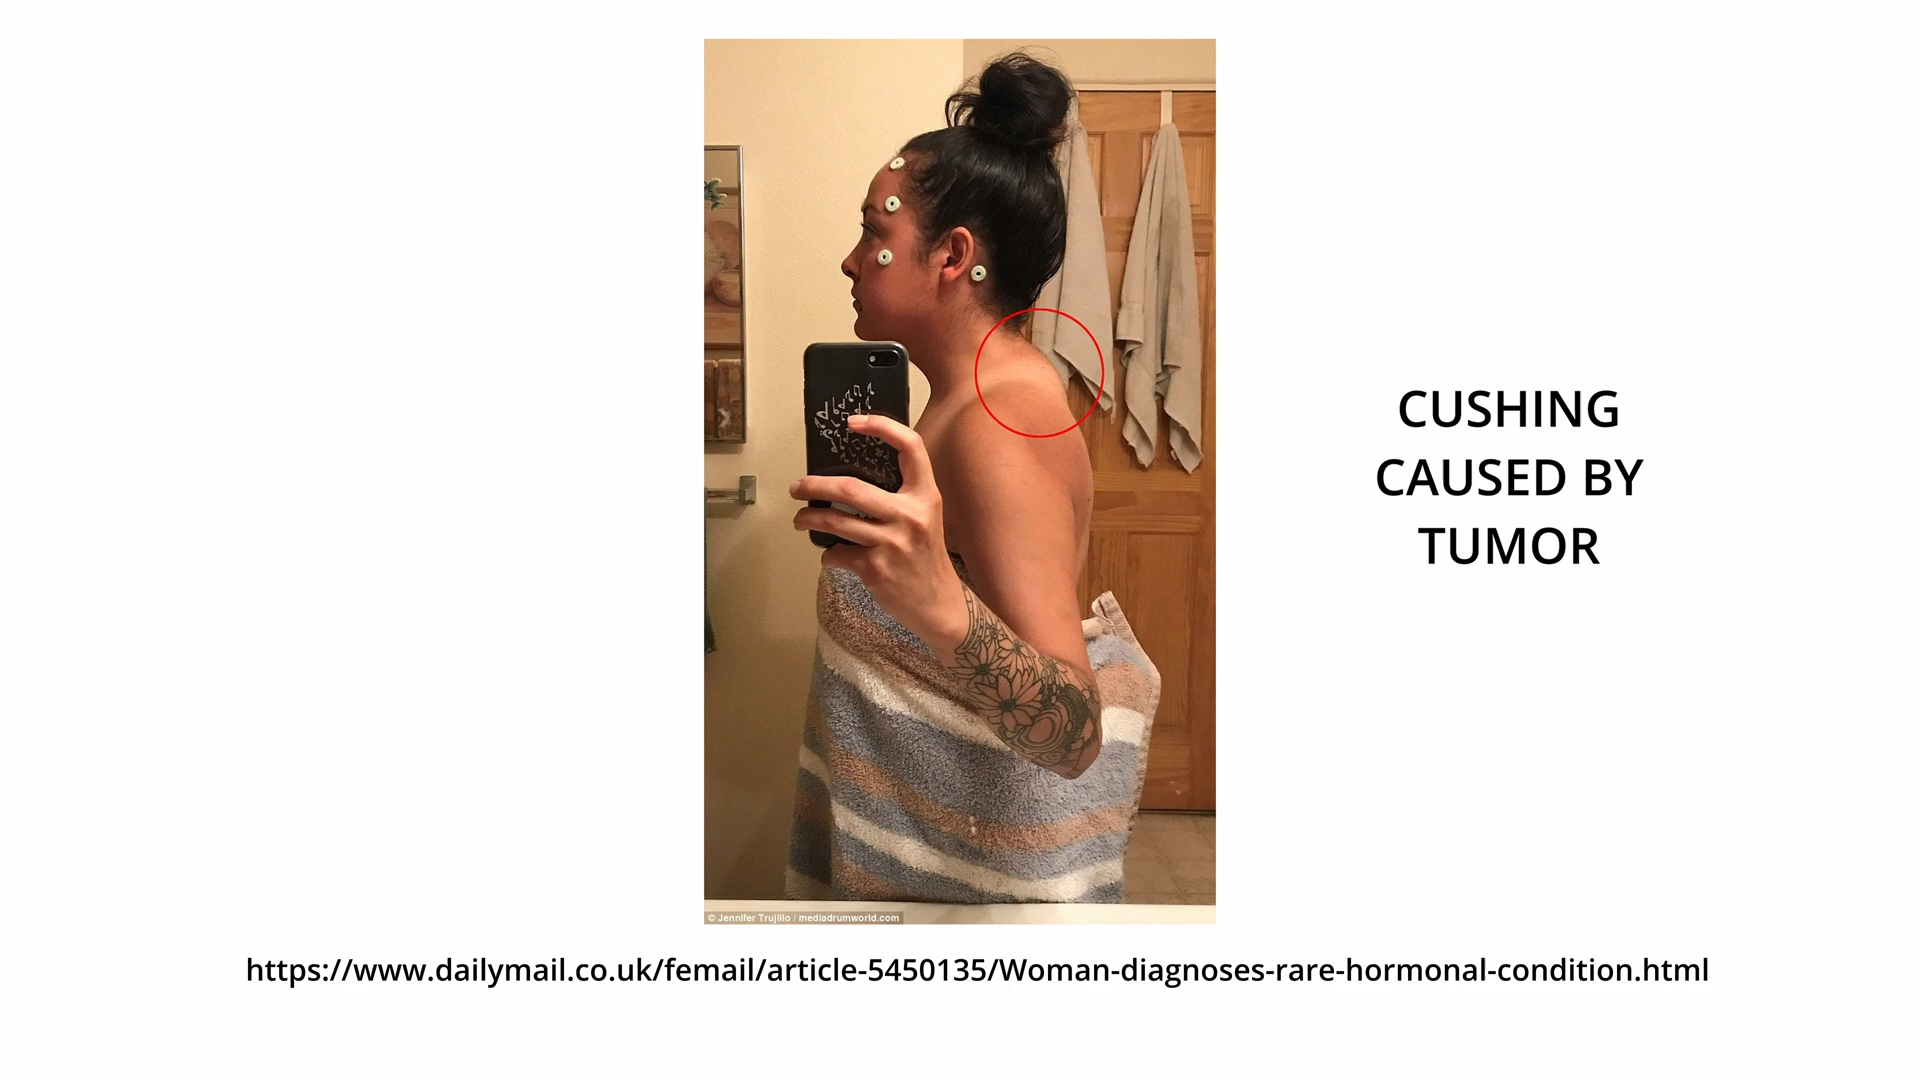 CUSHING
CAUSED BY
TUMOR
© Jennifer Trujillo / mediadrumworld.com
https://www.dailymail.co.uk/femail/article-5450135/Woman-diagnoses-rare-hormonal-condition.html